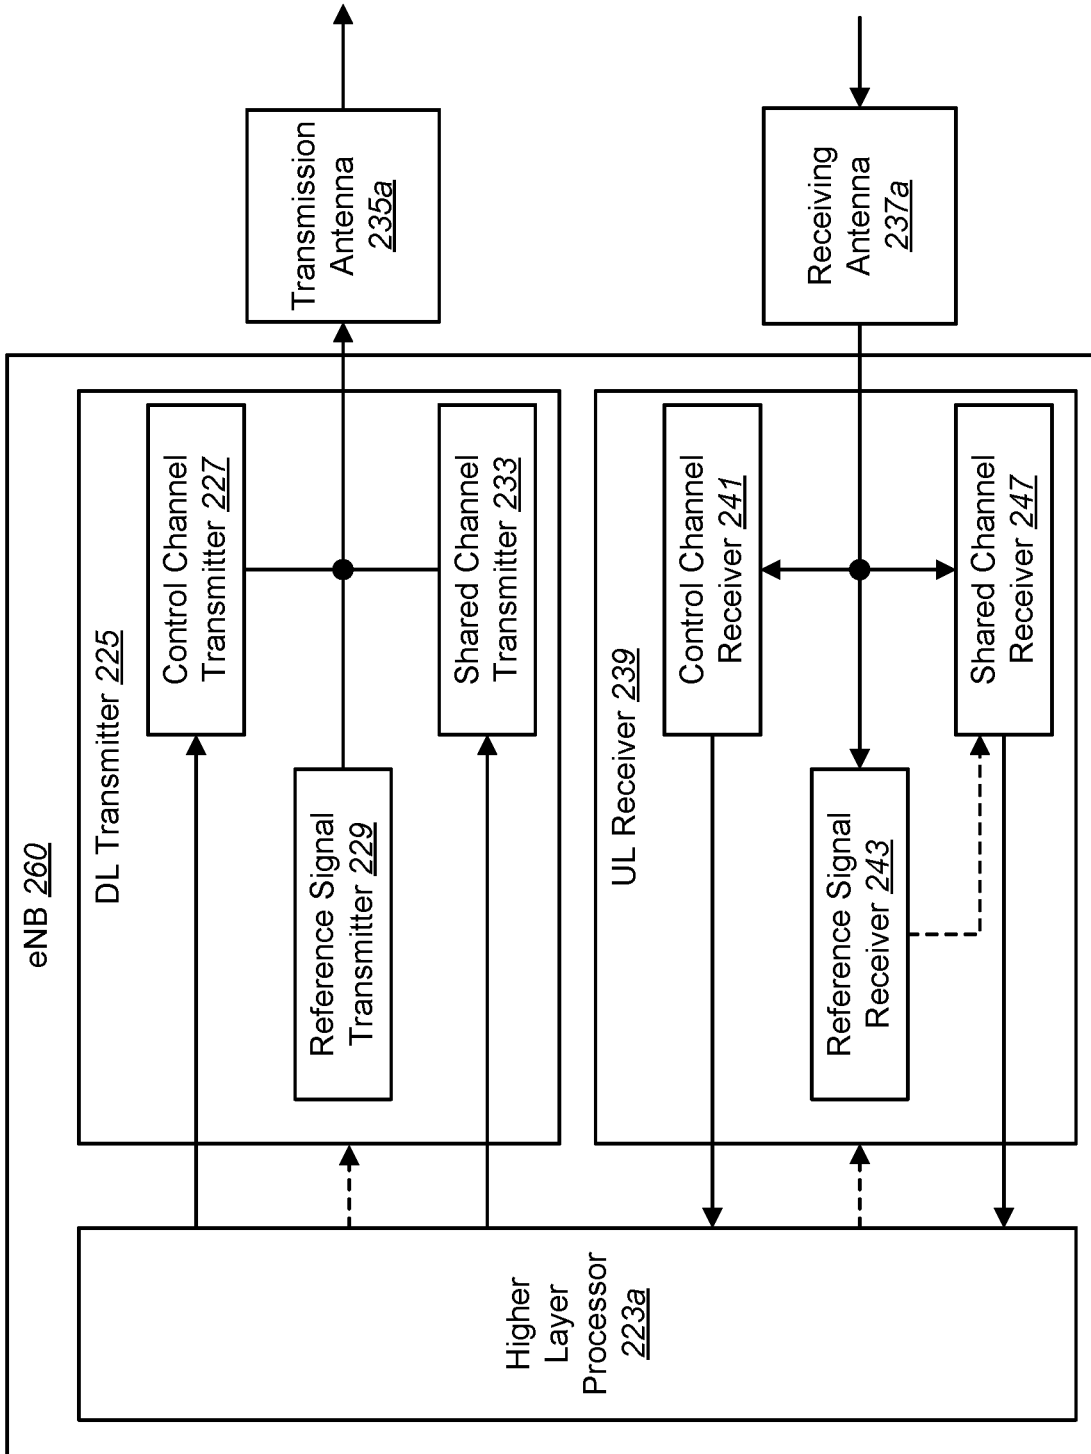 eNB 260
Higher
Layer
Processor
223a
DL Transmitter 225
Control Channel
Transmitter 227
Reference Signal
Transmitter 229
Shared Channel
Transmitter 233
Transmission
Antenna
235a
UL Receiver 239
Control Channel
Receiver 241
Reference Signal
Receiver 243
Shared Channel
Receiver 247
Receiving
Antenna
237a